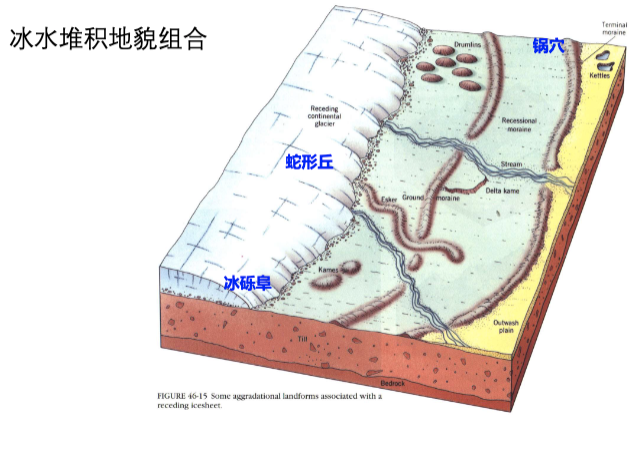 冰水堆积地貌组合
Terminal
moraine
Drumlins
锅穴
Kettles
Receding
continental
glacier
Recessional
moraine
蛇形丘
Stream
Delta kame
Esker
Ground moraine
Kames
冰砾阜
Outwash
plain
Till
Bedrock
FIGURE 46-15 Some aggradational landforms associated with a
receding icesheet.